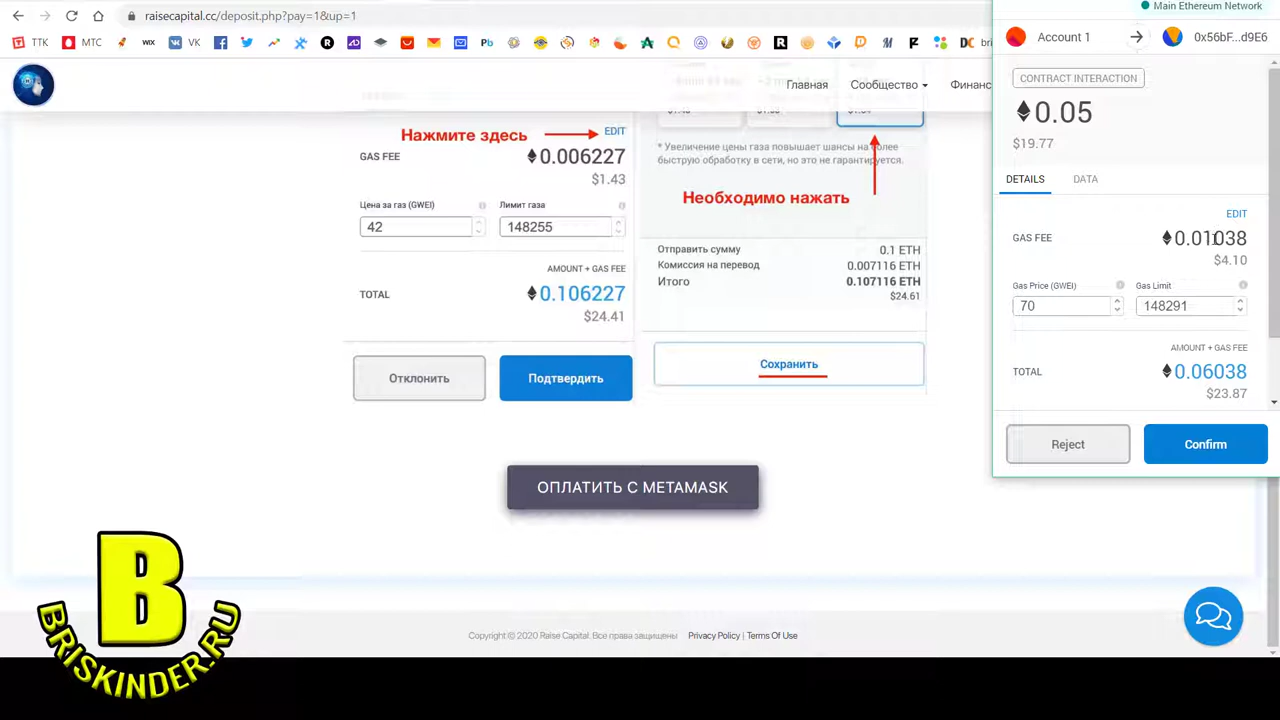 raisecapital.cc/deposit.php?pay=1&up=1
Main Ethereum Network
ТТК
МТС
WIX
VK
Pb
DC
Account 1
0x56bF...d9E6
Главная
Сообщество
Финанс
CONTRACT INTERACTION
0.05
$19.77
DETAILS
DATA
EDIT
GAS FEE
0.01038
$4.10
Gas Price (GWEI)
Gas Limit
70
148291
AMOUNT + GAS FEE
TOTAL
0.06038
$23.87
Reject
Confirm
Нажмите здесь
EDIT
GAS FEE
0.006227
$1.43
Цена за газ (GWEI)
Лимит газа
42
148255
AMOUNT + GAS FEE
TOTAL
0.106227
$24.41
Отклонить
Подтвердить
* Увеличение цены газа повышает шансы на более
быструю обработку в сети, но это не гарантируется.
Необходимо нажать
Отправить сумму
0.1 ETH
Комиссия на перевод
0.007116 ETH
Итого
0.107116 ETH
$24.61
Сохранить
ОПЛАТИТЬ С METAMASK
B
BRISKINDER.RU
Copyright © 2020 Raise Capital. Все права защищены
Privacy Policy | Terms Of Use